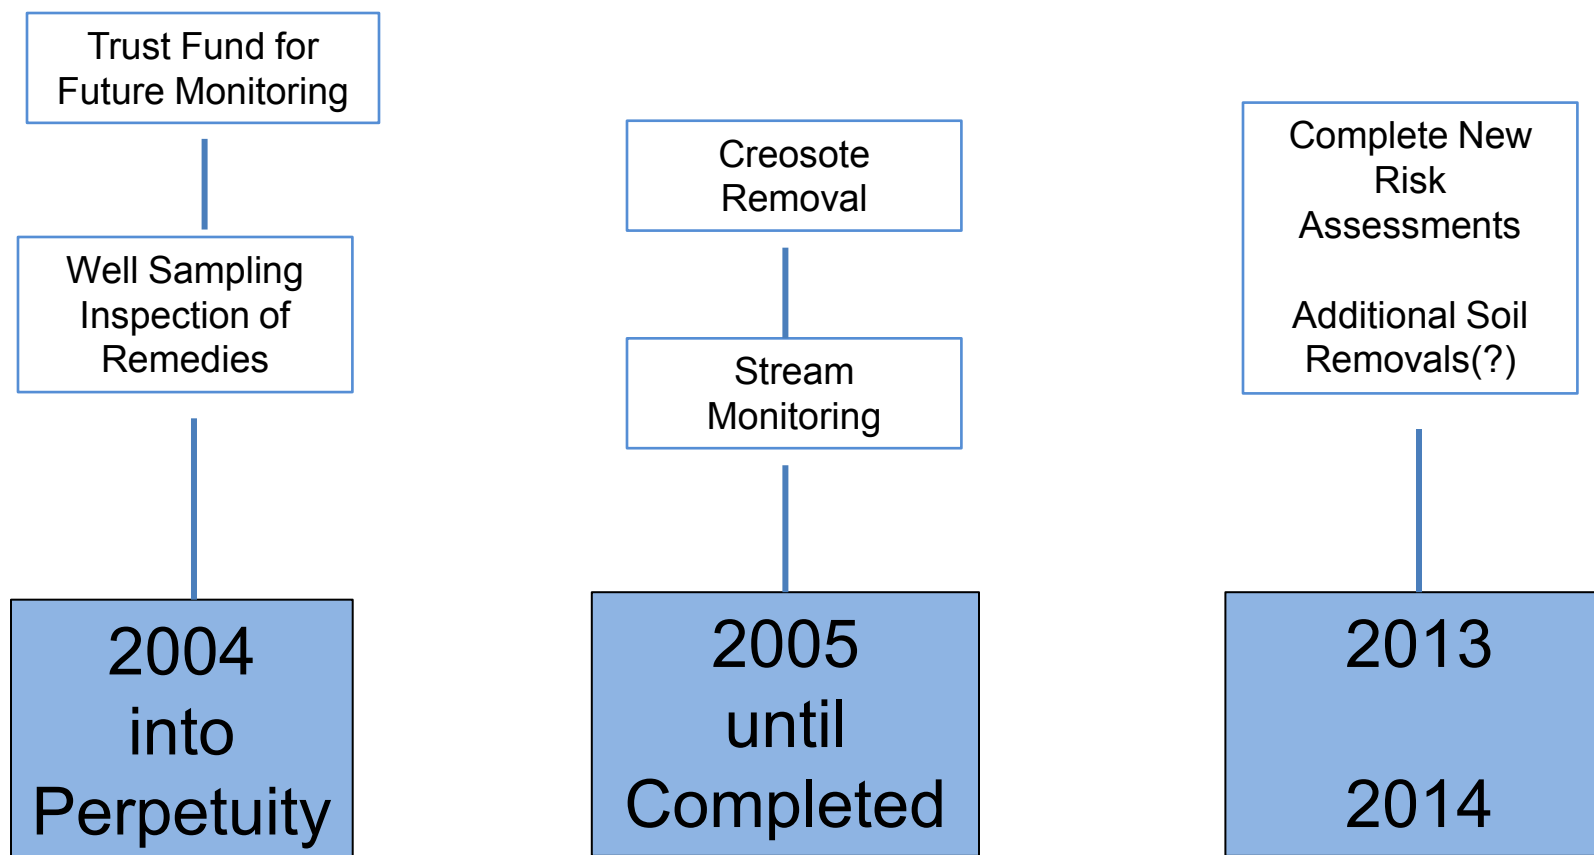 Trust Fund for
Future Monitoring
Well Sampling
Inspection of
Remedies
2004
into
Perpetuity
Creosote
Removal
Stream
Monitoring
2005
until
Completed
Complete New
Risk
Assessments
Additional Soil
Removals(?)
2013
2014